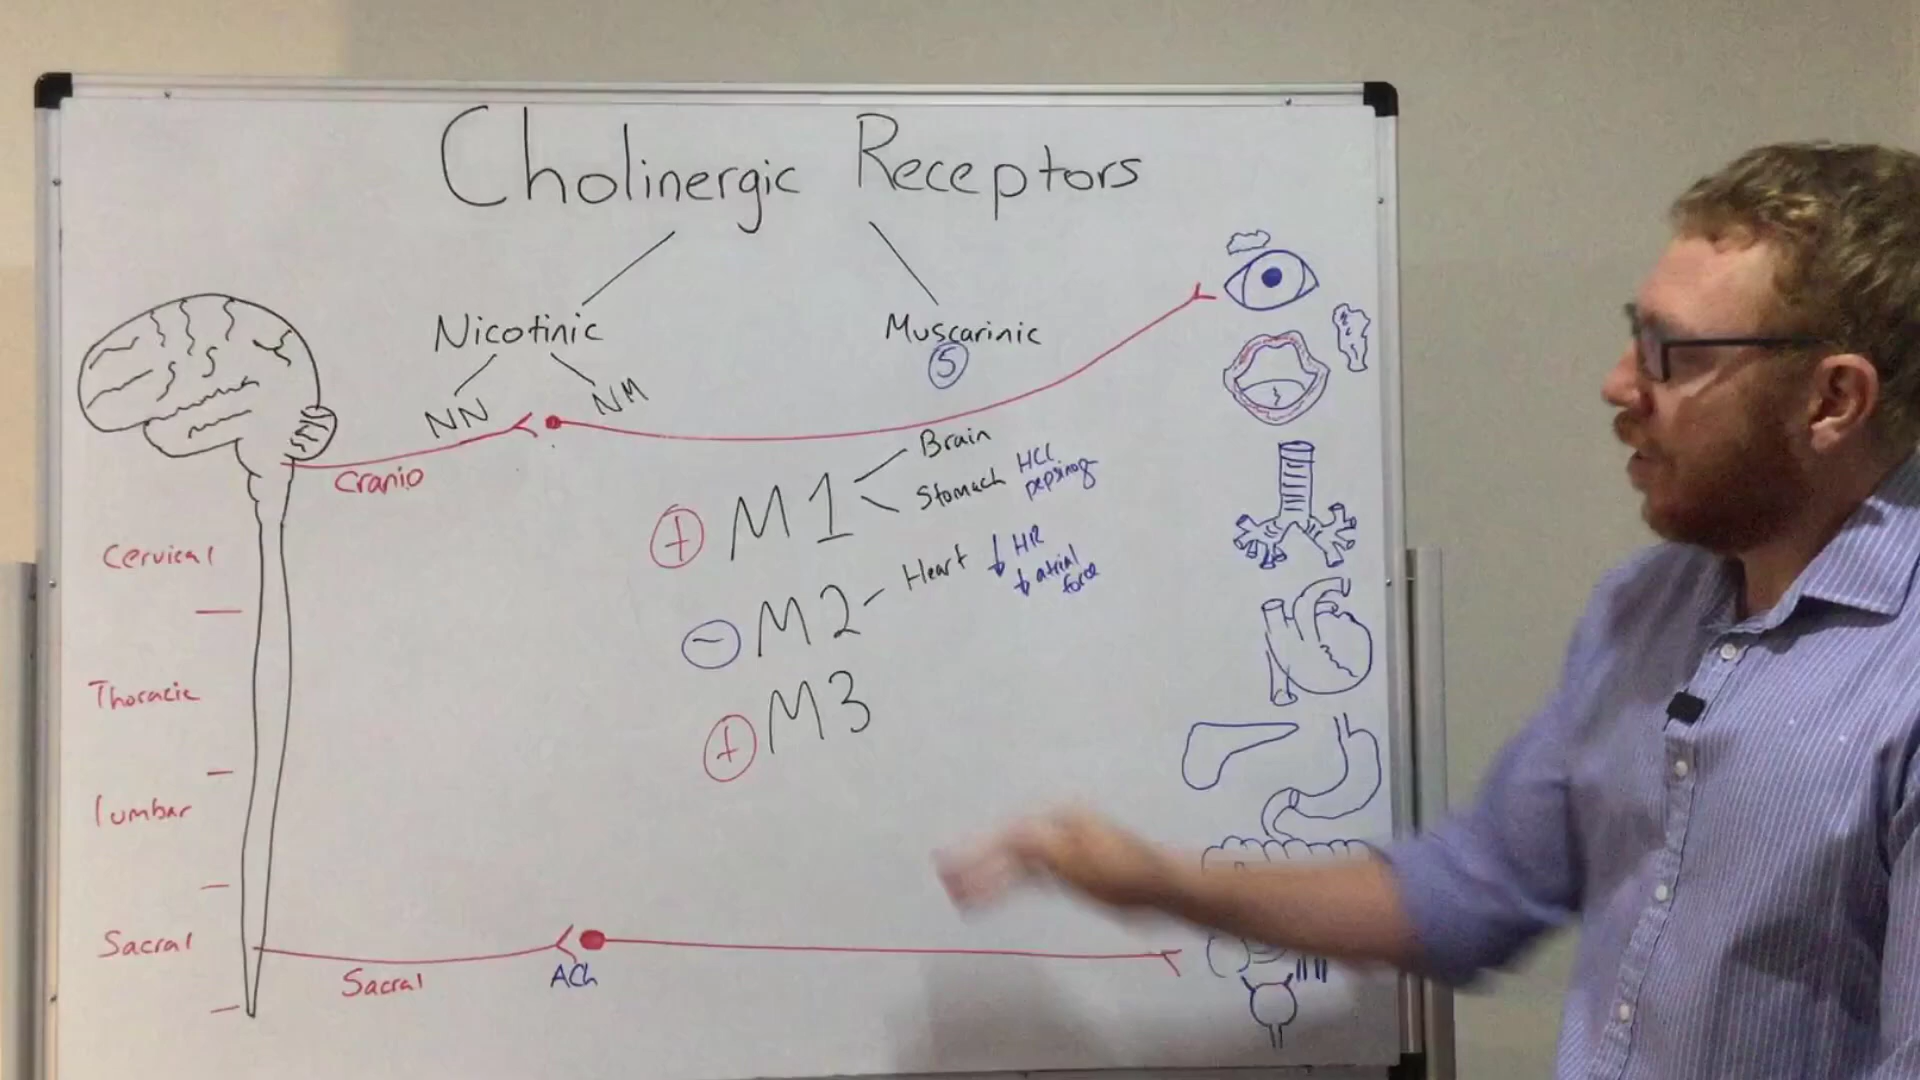 Cholinergic Receptors
Nicotinic
Muscarinic
5
NN
NM
Cranio
Brain
M1
Stomach
HCl
pepsinog
+
Cervical
M2
Heart
↓ HR
↓ atrial
force
-
Thoracic
M3
+
lumbar
Sacral
Sacral
ACh